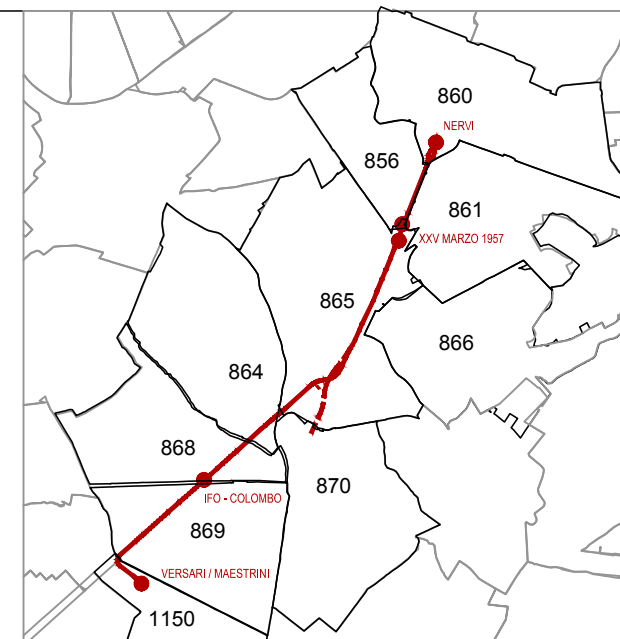 860
NERVI
856
861
XXV MARZO 1957
865
866
864
868
870
IFO - COLOMBO
869
VERSARI / MAESTRINI
1150